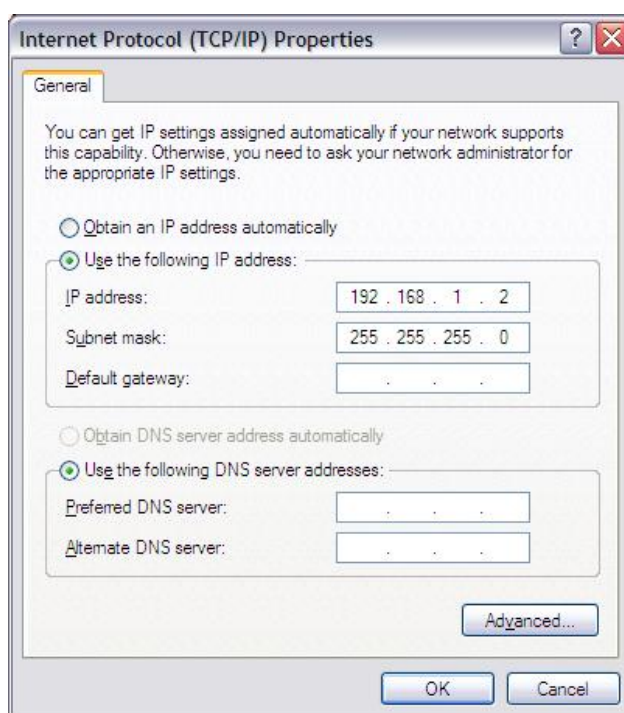 Internet Protocol (TCP/IP) Properties
General
You can get IP settings assigned automatically if your network supports
this capability. Otherwise, you need to ask your network administrator for
the appropriate IP settings.
Obtain an IP address automatically
Use the following IP address:
IP address: 192 . 168 . 1 . 2
Subnet mask: 255 . 255 . 255 . 0
Default gateway: . . .
Obtain DNS server address automatically
Use the following DNS server addresses:
Preferred DNS server: . . .
Alternate DNS server: . . .
Advanced...
OK Cancel